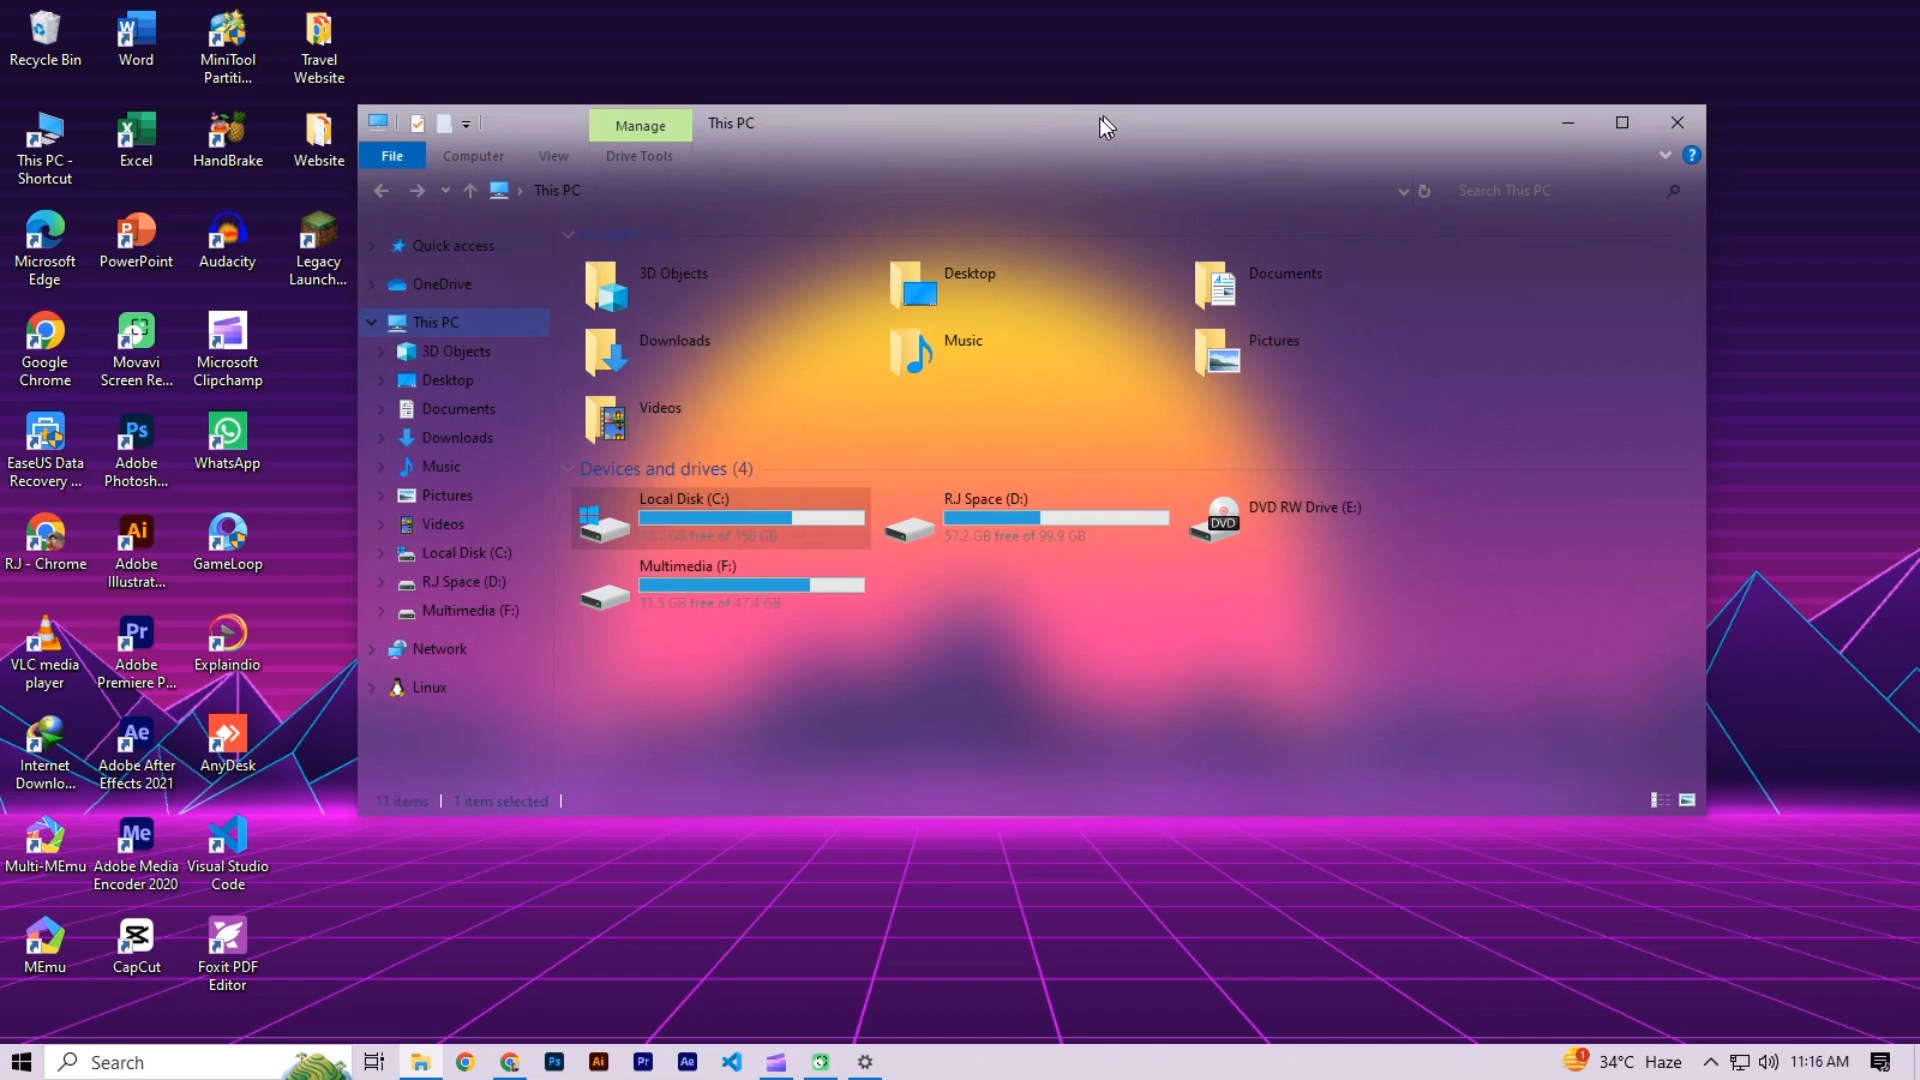 Recycle Bin
Word
MiniTool
Partiti...
Travel
Website
This PC -
Shortcut
Excel
HandBrake
Website
Microsoft
Edge
PowerPoint
Audacity
Legacy
Launch...
Google
Chrome
Movavi
Screen Re...
Microsoft
Clipchamp
EaseUS Data
Recovery ...
Adobe
Photosh...
WhatsApp
R.J - Chrome
Adobe
Illustrat...
GameLoop
VLC media
player
Adobe
Premiere P...
Explaindio
Internet
Downlo...
Adobe After
Effects 2021
AnyDesk
Multi-MEmu
Adobe Media
Encoder 2020
Visual Studio
Code
MEmu
CapCut
Foxit PDF
Editor
Manage
This PC
File
Computer
View
Drive Tools
This PC
Search This PC
Quick access
OneDrive
This PC
3D Objects
Desktop
Documents
Downloads
Music
Pictures
Videos
Local Disk (C:)
R.J Space (D:)
Multimedia (F:)
Network
Linux
3D Objects
Desktop
Documents
Downloads
Music
Pictures
Videos
Devices and drives (4)
Local Disk (C:)
GB free of 150 GB
R.J Space (D:)
57.2 GB free of 99.9 GB
DVD RW Drive (E:)
DVD
Multimedia (F:)
11.5 GB free of 47.4 GB
11 items
1 item selected
Search
34°C Haze
11:16 AM